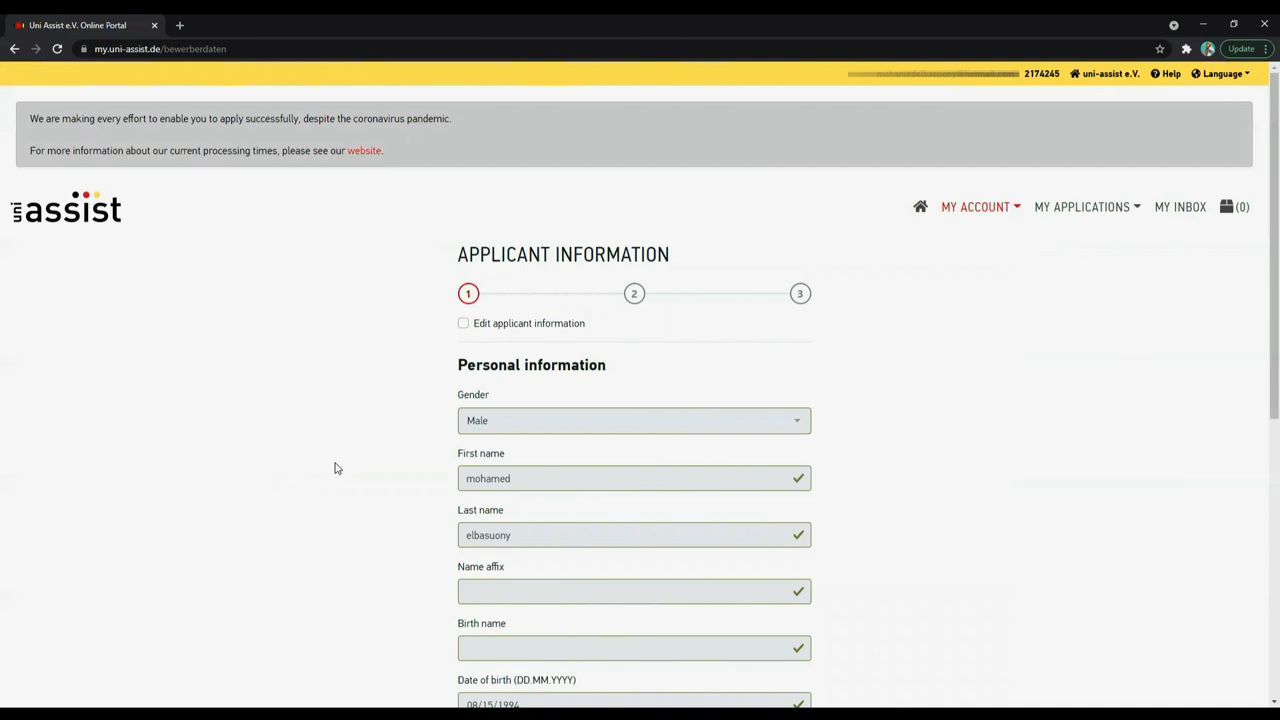 Uni Assist e.V. Online Portal
my.uni-assist.de/bewerberdaten
Update
2174245 uni-assist e.V. Help Language
We are making every effort to enable you to apply successfully, despite the coronavirus pandemic.
For more information about our current processing times, please see our website.
uni assist
MY ACCOUNT MY APPLICATIONS MY INBOX (0)
APPLICANT INFORMATION
1 2 3
Edit applicant information
Personal information
Gender
Male
First name
mohamed
Last name
elbasuony
Name affix
Birth name
Date of birth (DD.MM.YYYY)
08/15/1994